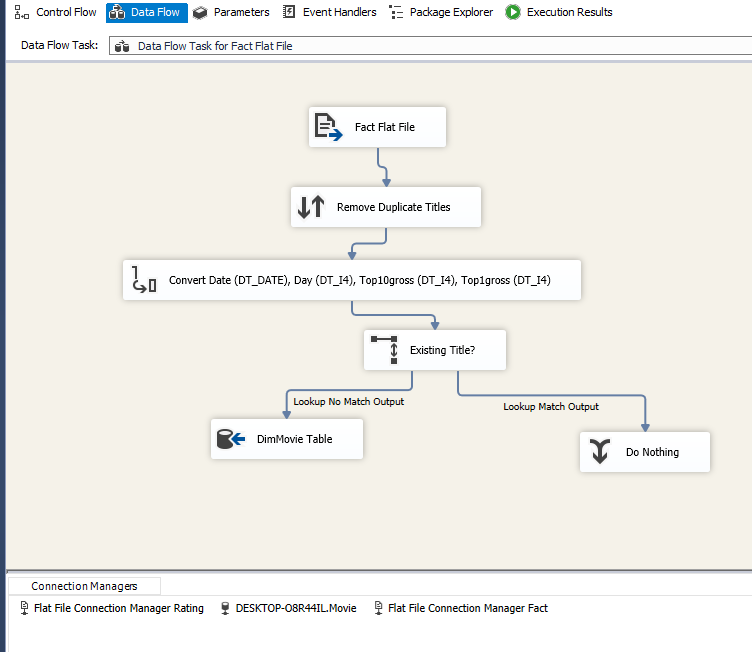 Control Flow Data Flow Parameters Event Handlers Package Explorer Execution Results
Data Flow Task: Data Flow Task for Fact Flat File
Fact Flat File
Remove Duplicate Titles
Convert Date (DT_DATE), Day (DT_I4), Top10gross (DT_I4), Top1gross (DT_I4)
Existing Title?
Lookup No Match Output
Lookup Match Output
DimMovie Table
Do Nothing
Connection Managers
Flat File Connection Manager Rating DESKTOP-O8R44IL.Movie Flat File Connection Manager Fact